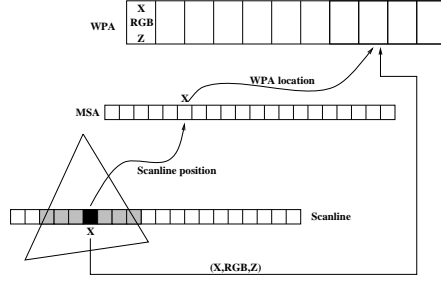 X
WPA RGB
Z
WPA location
X
MSA
Scanline position
Scanline
X
(X,RGB,Z)